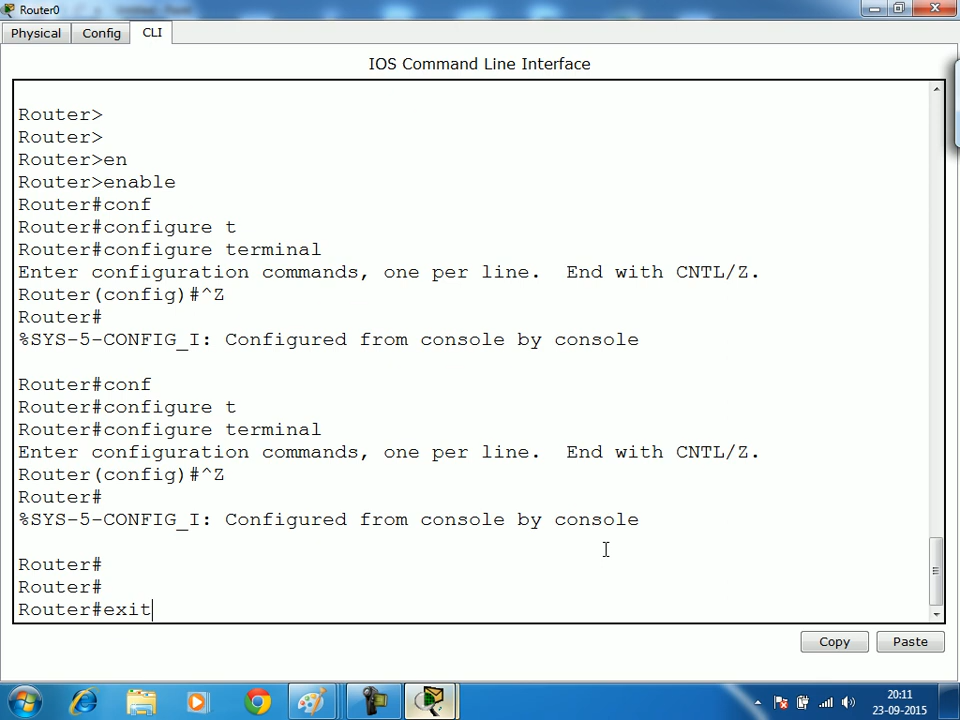 Router0
Physical
Config
CLI
IOS Command Line Interface
Router>
Router>
Router>en
Router>enable
Router#conf
Router#configure t
Router#configure terminal
Enter configuration commands, one per line.  End with CNTL/Z.
Router(config)#^Z
Router#
%SYS-5-CONFIG_I: Configured from console by console
Router#conf
Router#configure t
Router#configure terminal
Enter configuration commands, one per line.  End with CNTL/Z.
Router(config)#^Z
Router#
%SYS-5-CONFIG_I: Configured from console by console
Router#
Router#
Router#exit
Copy
Paste
20:11
23-09-2015